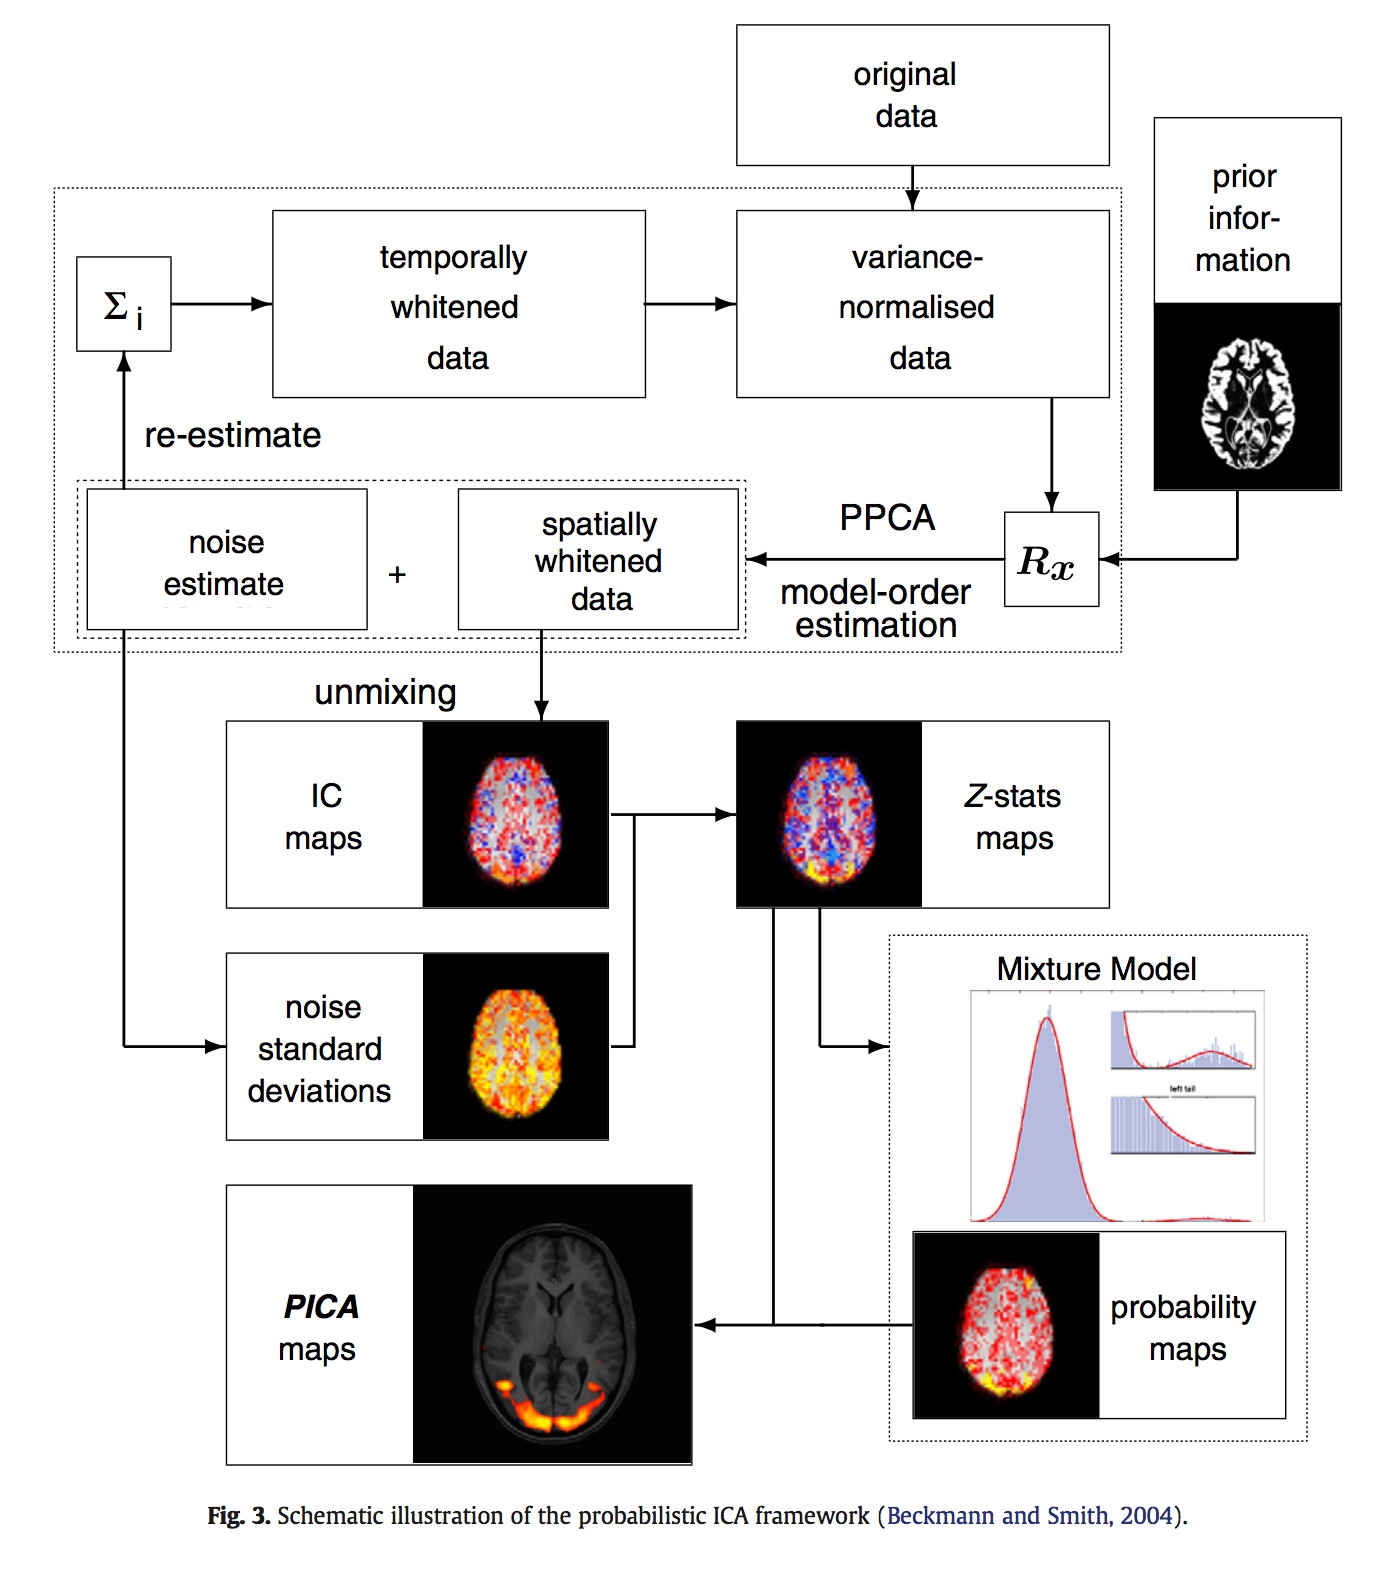 original
data
prior
infor-
mation
Σ i
temporally
whitened
data
variance-
normalised
data
re-estimate
noise
estimate
+
spatially
whitened
data
PPCA
model-order
estimation
Rx
unmixing
IC
maps
Z-stats
maps
noise
standard
deviations
Mixture Model
left tail
PICA
maps
probability
maps
Fig. 3. Schematic illustration of the probabilistic ICA framework (Beckmann and Smith, 2004).